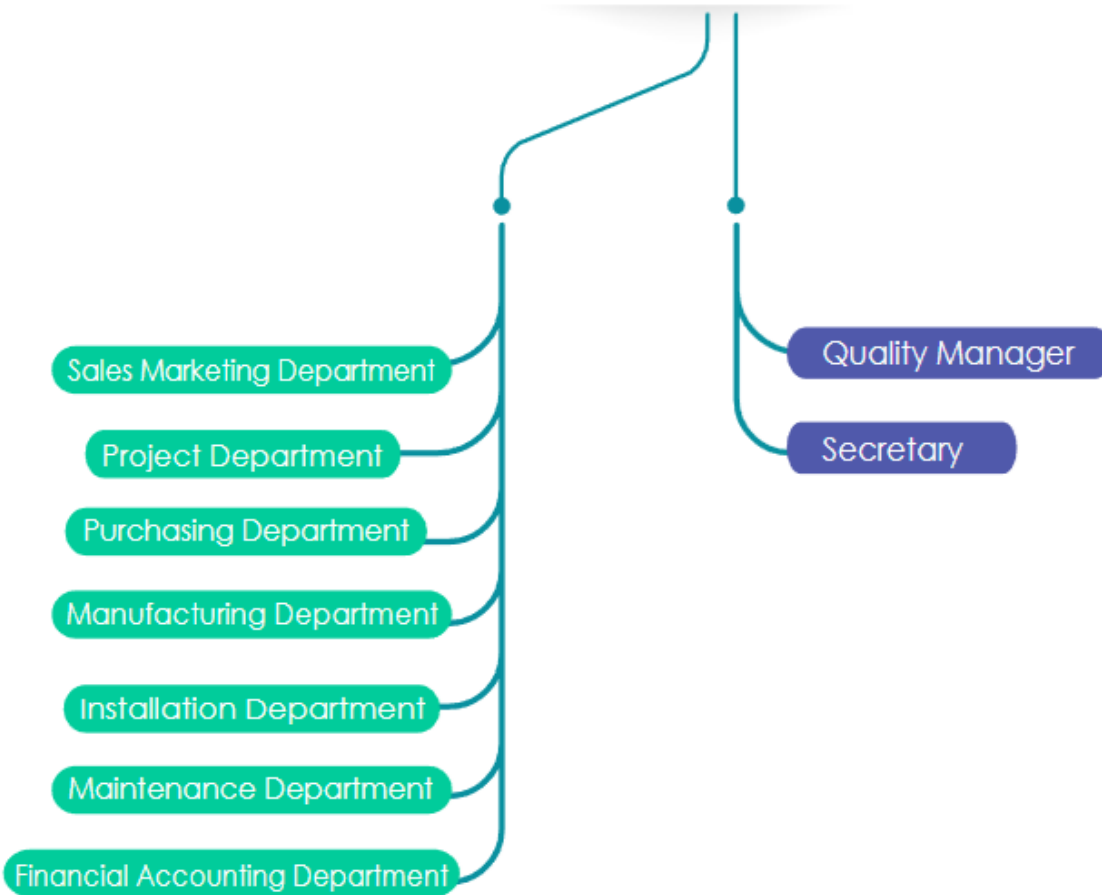 Sales Marketing Department
Project Department
Purchasing Department
Manufacturing Department
Installation Department
Maintenance Department
Financial Accounting Department
Quality Manager
Secretary